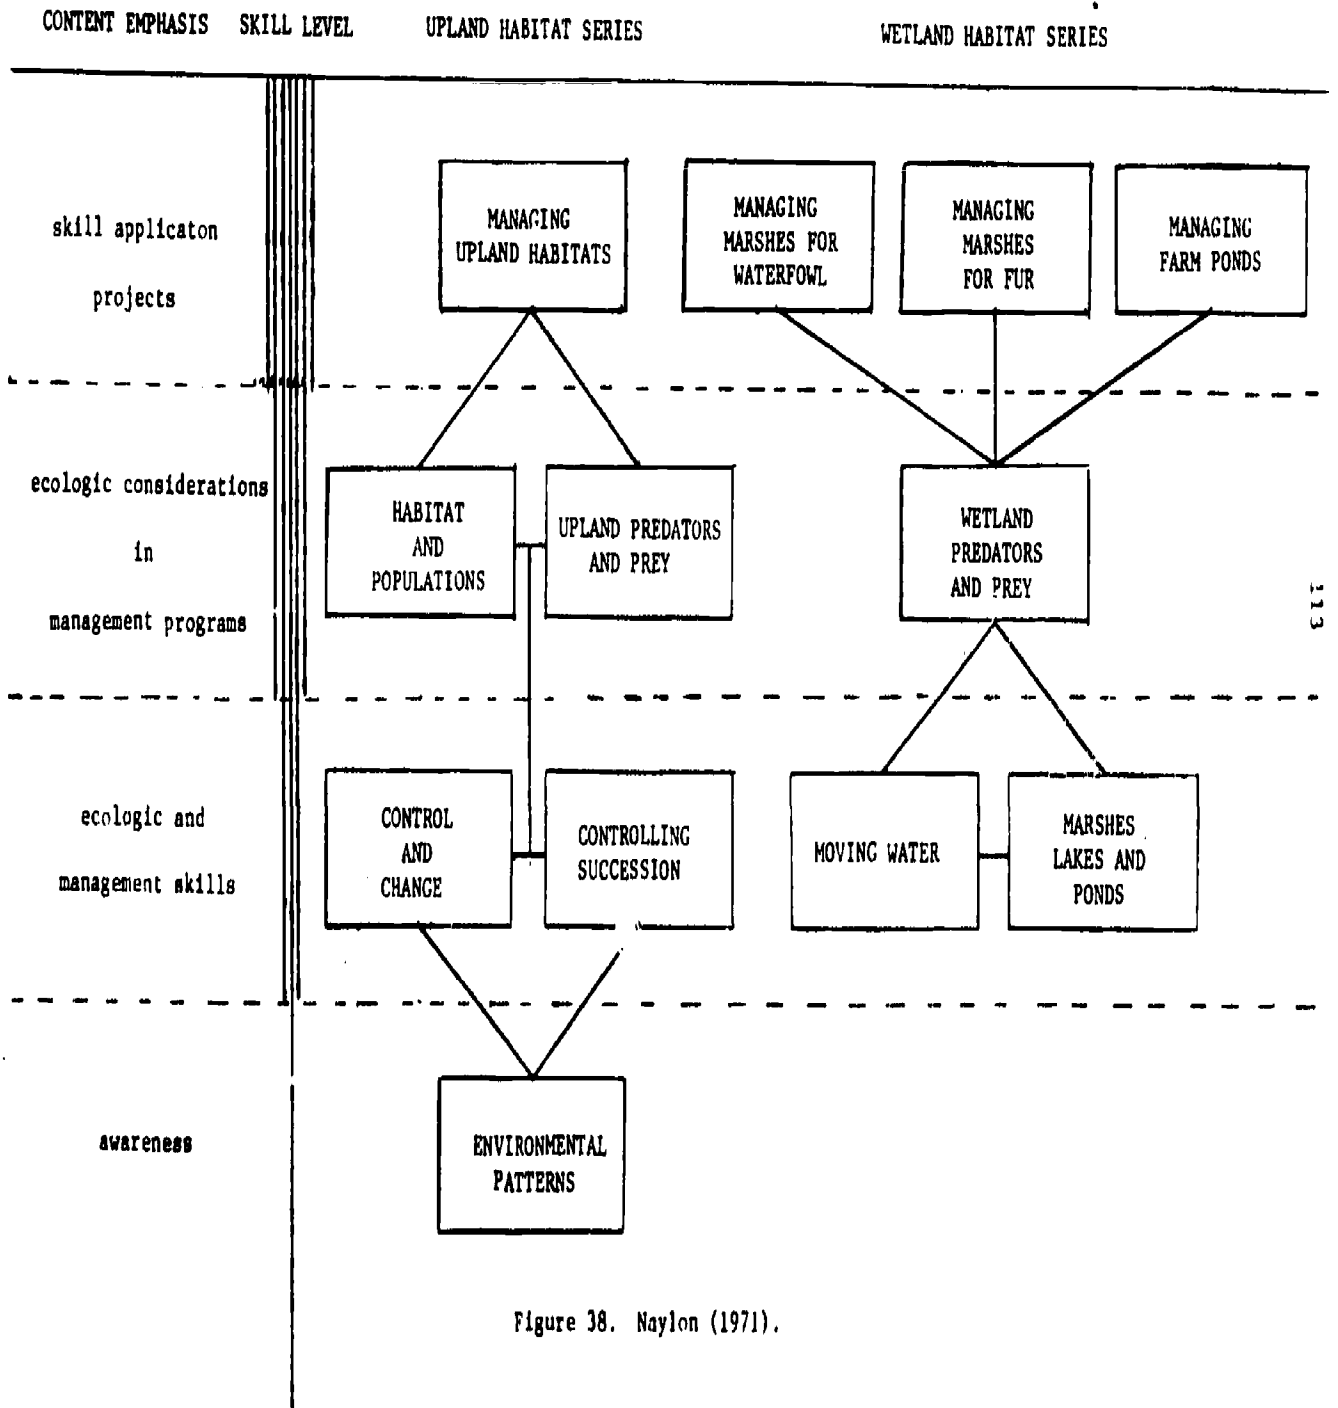 CONTENT EMPHASIS SKILL LEVEL UPLAND HABITAT SERIES WETLAND HABITAT SERIES
skill applicaton
projects
MANAGING
UPLAND HABITATS
MANAGING
MARSHES FOR
WATERFOWL
MANAGING
MARSHES
FOR FUR
MANAGING
FARM PONDS
ecologic considerations
in
management programs
HABITAT
AND
POPULATIONS
UPLAND PREDATORS
AND PREY
WETLAND
PREDATORS
AND PREY
113
ecologic and
management skills
CONTROL
AND
CHANGE
CONTROLLING
SUCCESSION
MOVING WATER
MARSHES
LAKES AND
PONDS
awareness
ENVIRONMENTAL
PATTERNS
Figure 38. Naylon (1971).